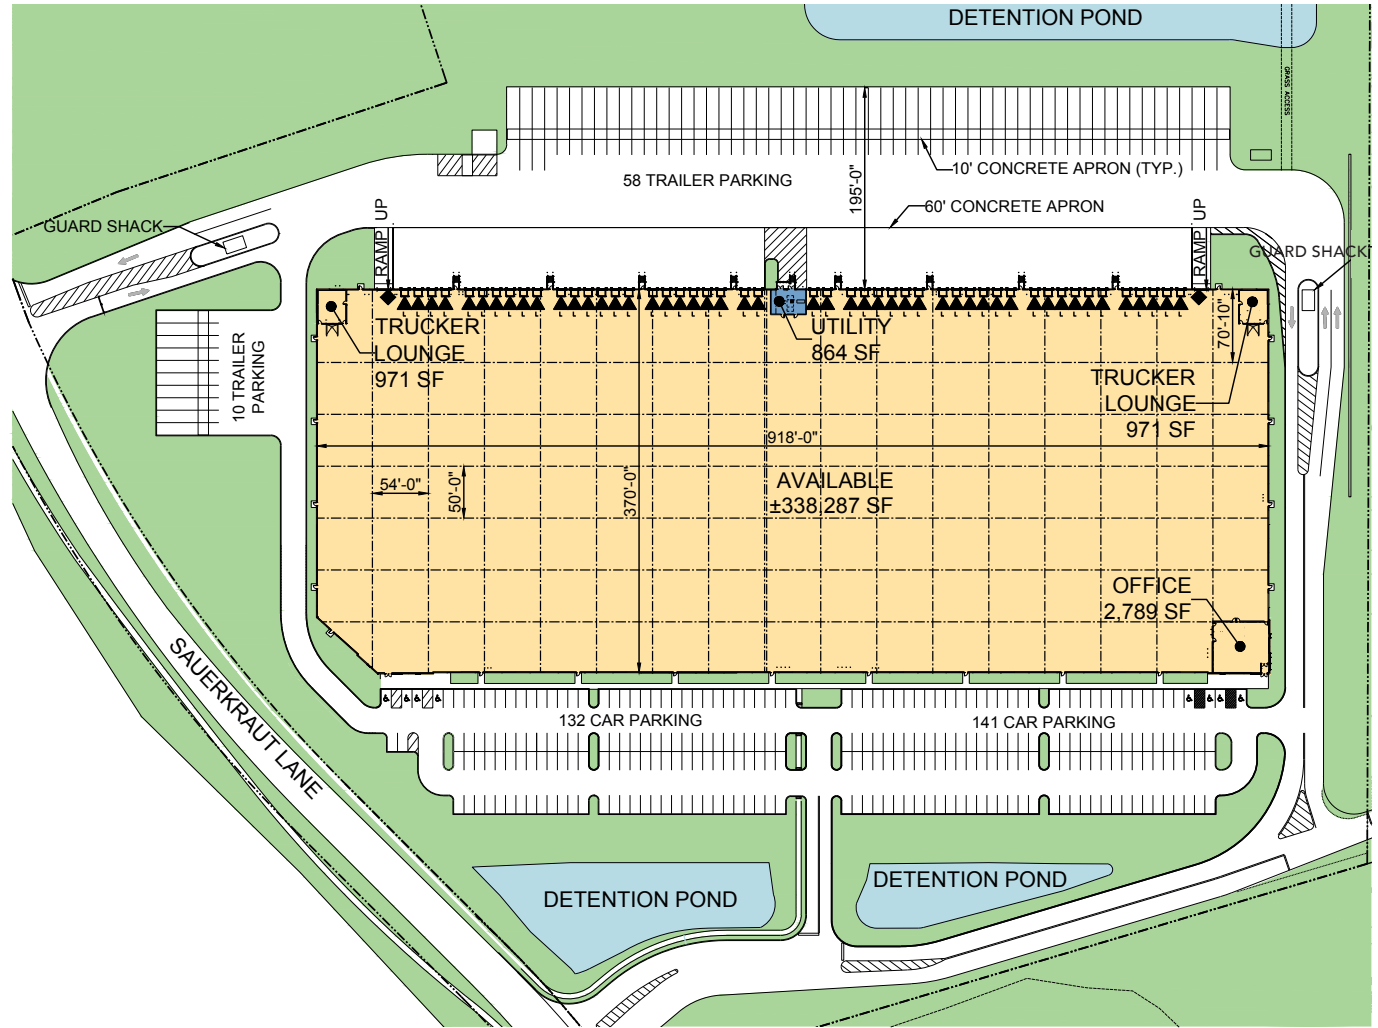 DETENTION POND
GRASS ACCESS
10' CONCRETE APRON (TYP.)
58 TRAILER PARKING
195'-0"
60' CONCRETE APRON
RAMP UP
RAMP UP
GUARD SHACK
GUARD SHACK
TRUCKER
LOUNGE
971 SF
UTILITY
864 SF
70'-10"
10 TRAILER
PARKING
TRUCKER
LOUNGE
971 SF
918'-0"
AVAILABLE
±338,287 SF
54'-0"
50'-0"
370'-0"
OFFICE
2,789 SF
SAUERKRAUT LANE
132 CAR PARKING
141 CAR PARKING
DETENTION POND
DETENTION POND